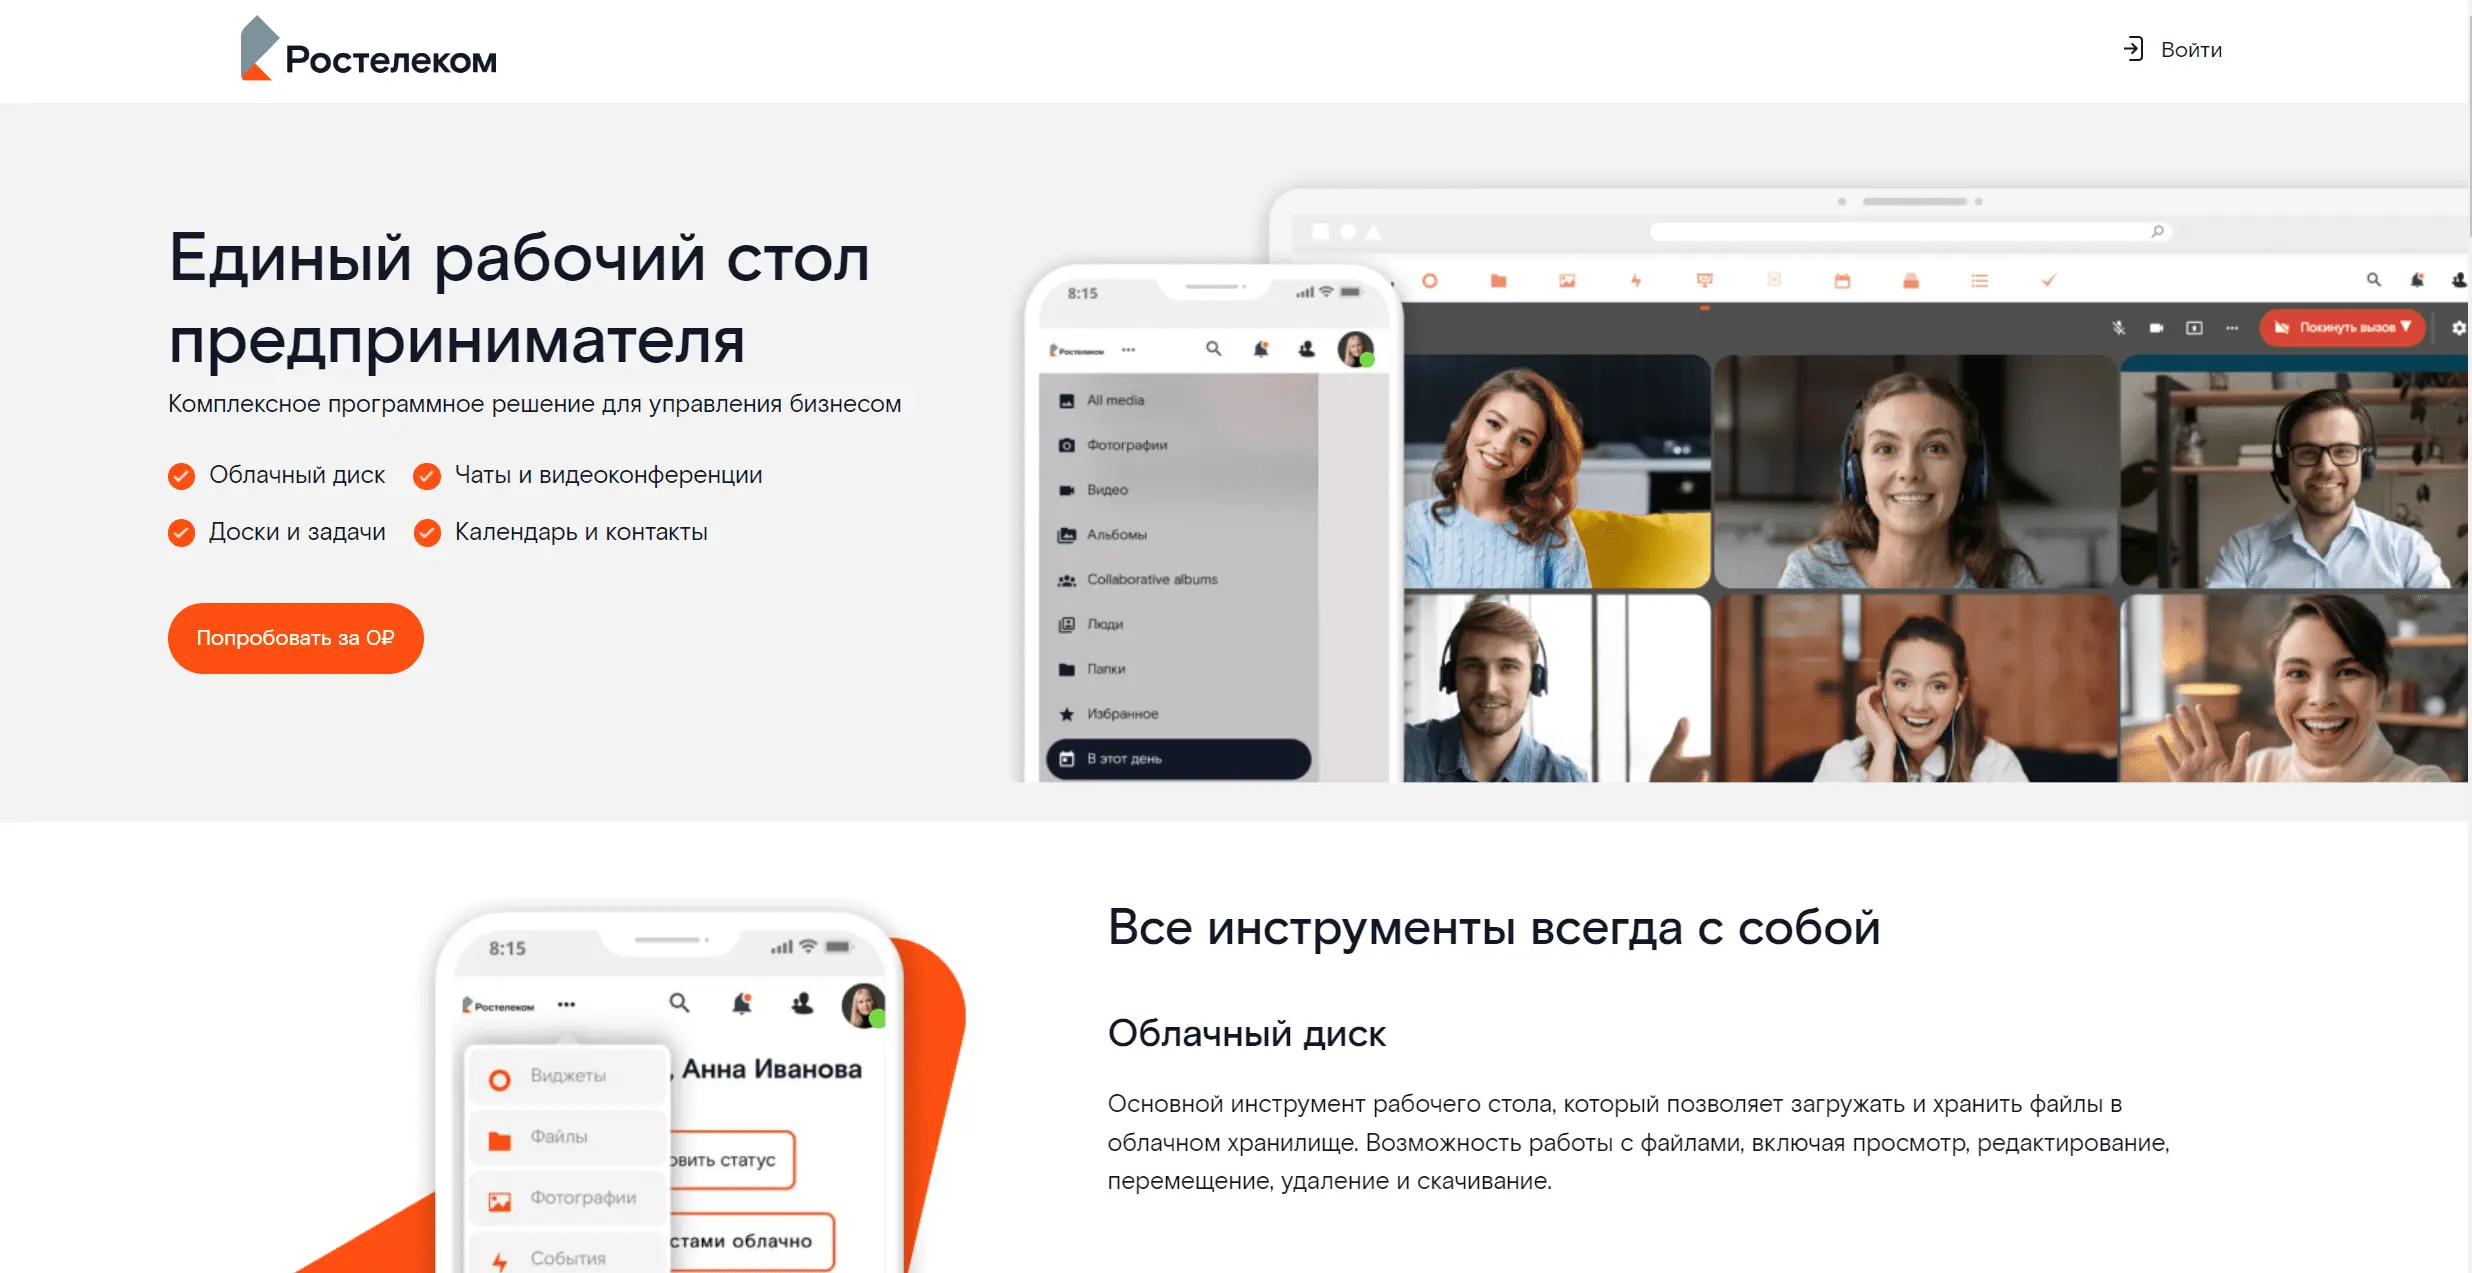 Ростелеком
Войти
Единый рабочий стол
предпринимателя
Комплексное программное решение для управления бизнесом
Облачный диск
Чаты и видеоконференции
Доски и задачи
Календарь и контакты
Попробовать за 0₽
8:15
Ростелеком
All media
Фотографии
Видео
Альбомы
Collaborative albums
Люди
Папки
Избранное
В этот день
Покинуть вызов
8:15
Ростелеком
, Анна Иванова
Виджеты
Файлы
овить статус
Фотографии
стами облачно
События
Все инструменты всегда с собой
Облачный диск
Основной инструмент рабочего стола, который позволяет загружать и хранить файлы в
облачном хранилище. Возможность работы с файлами, включая просмотр, редактирование,
перемещение, удаление и скачивание.